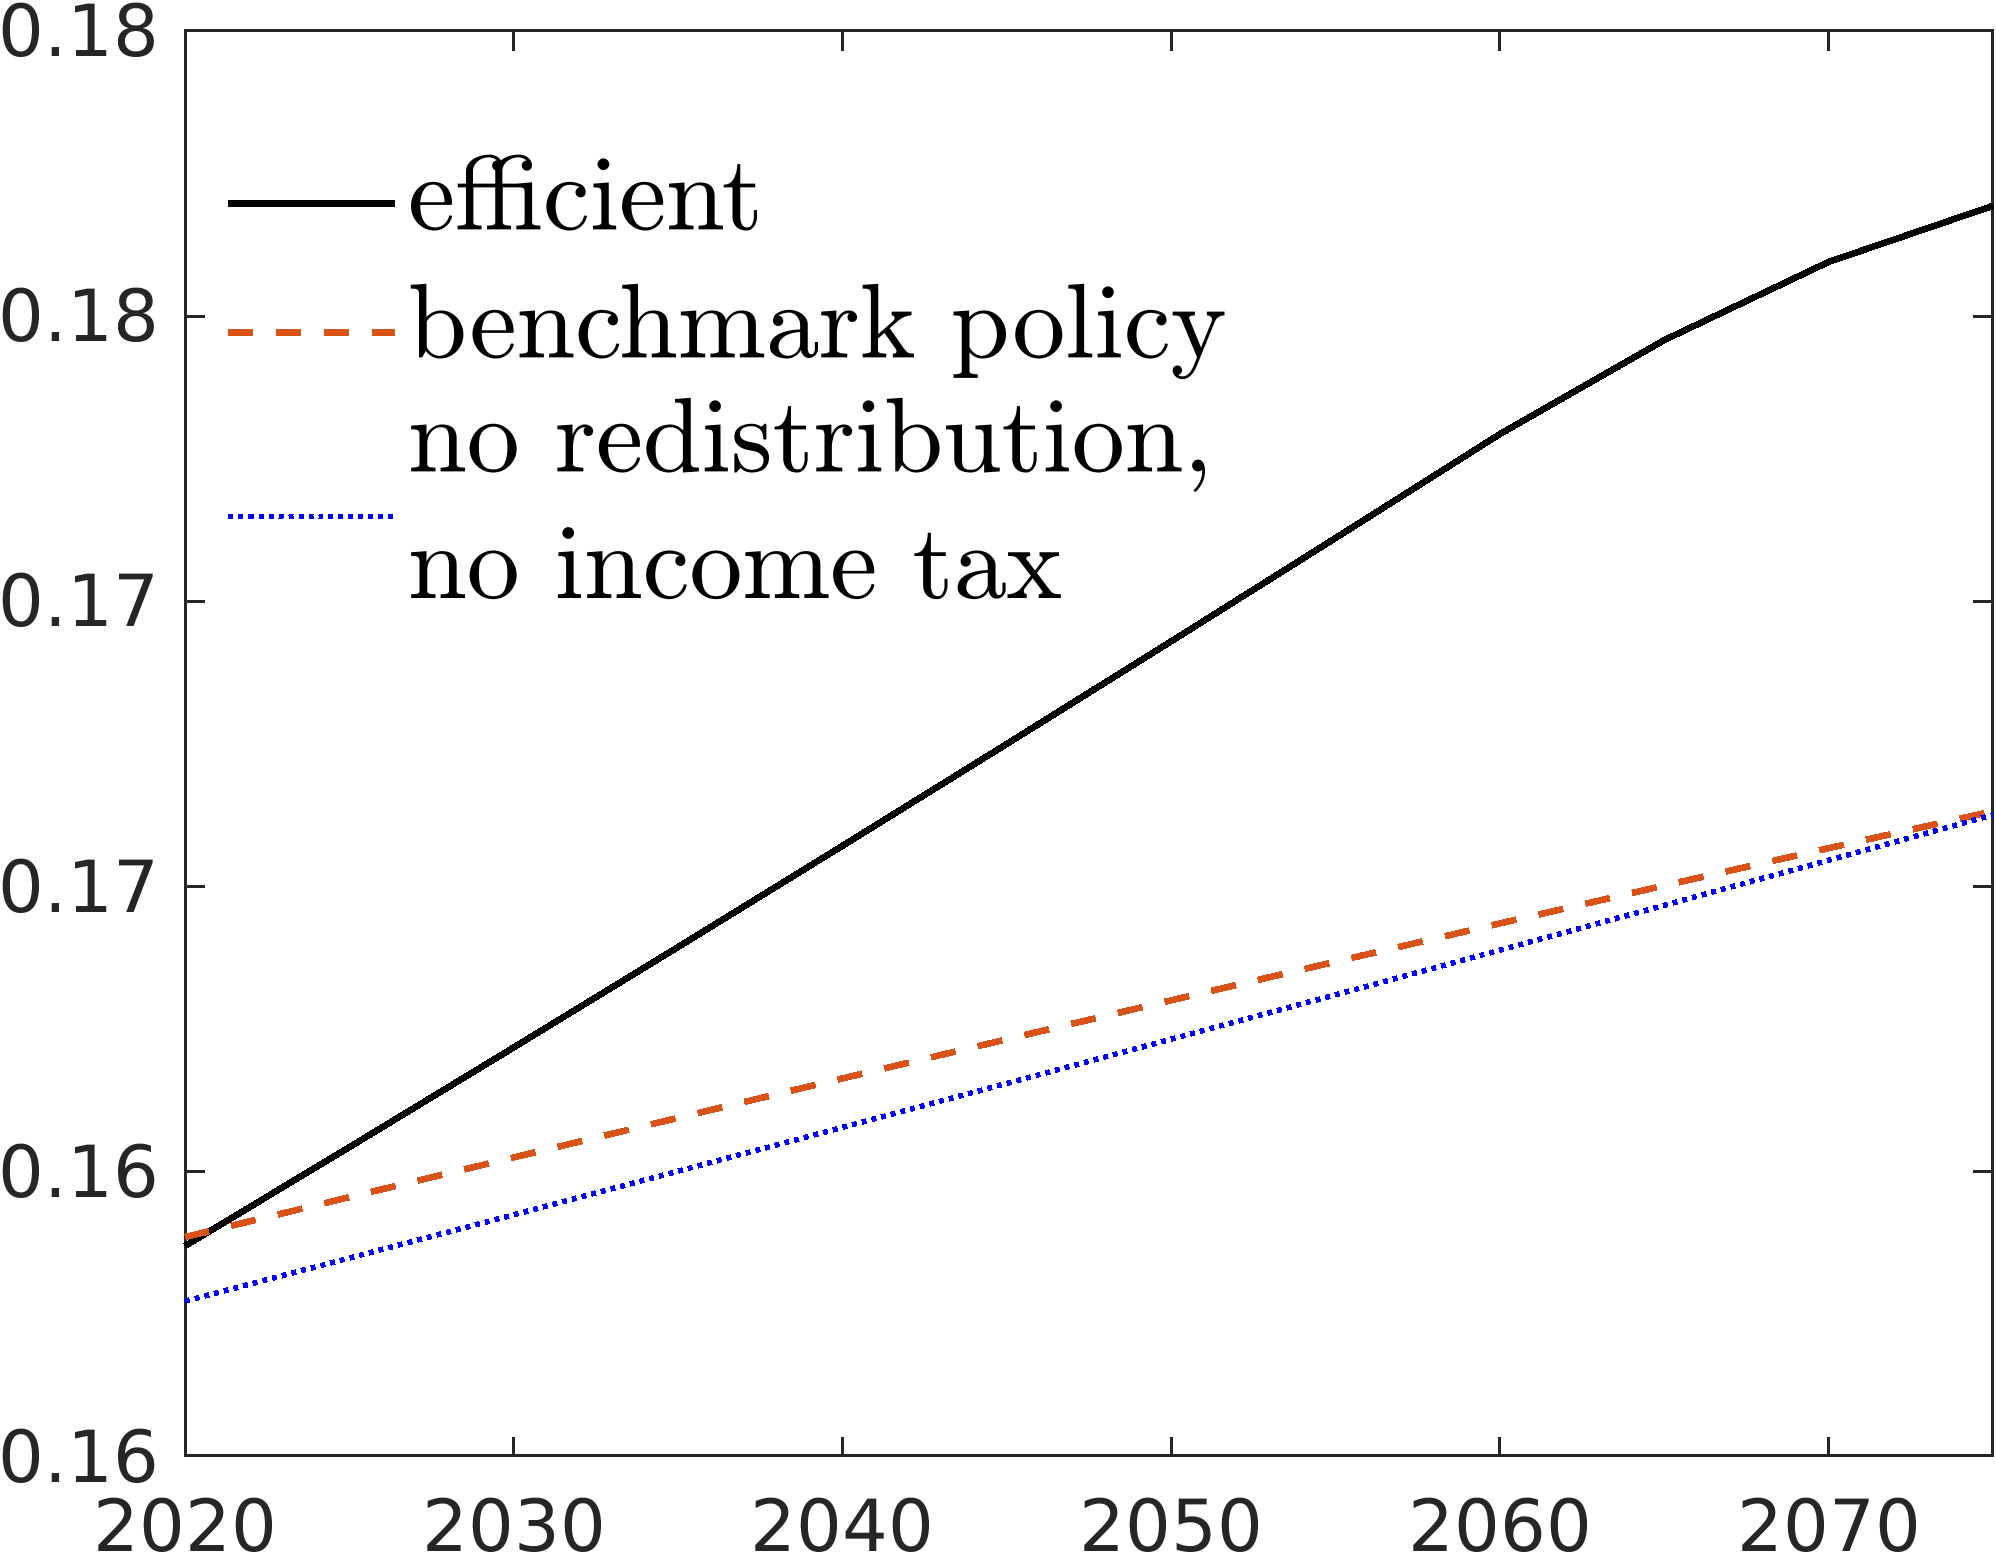 0.18
efficient
0.18
benchmark policy
no redistribution,
no income tax
0.17
0.17
0.16
0.16
2020 2030 2040 2050 2060 2070